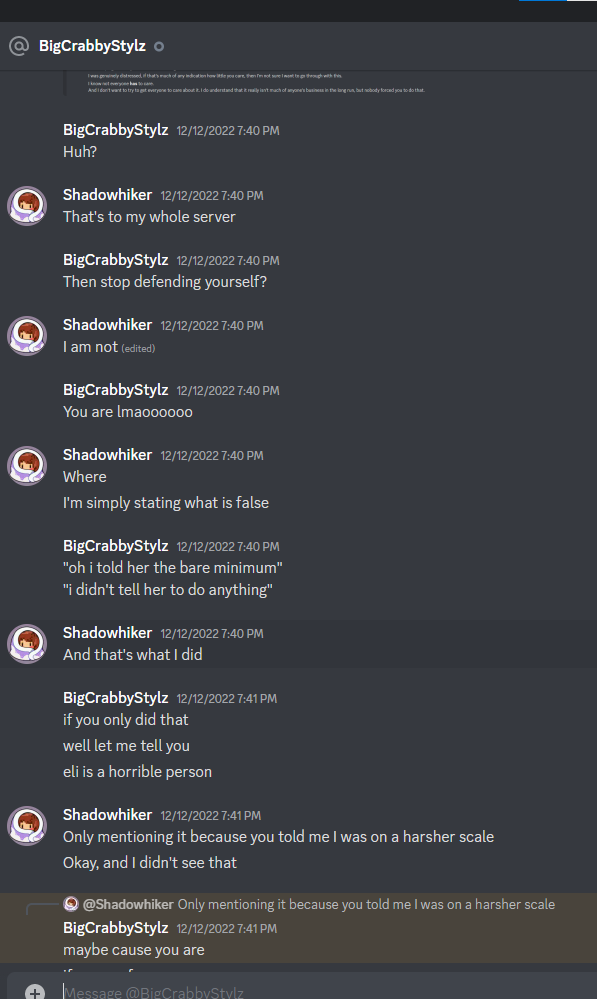 @ BigCrabbyStylz
I was genuinely distressed, if that's much of any indication how little you care, then I'm not sure I want to go through with this.
I know not everyone has to care
And I don't want to try to get everyone to care about it. I do understand that it really isn't much of anyone's business in the long run, but nobody forced you to do that.
BigCrabbyStylz 12/12/2022 7:40 PM
Huh?
Shadowhiker 12/12/2022 7:40 PM
That's to my whole server
BigCrabbyStylz 12/12/2022 7:40 PM
Then stop defending yourself?
Shadowhiker 12/12/2022 7:40 PM
I am not (edited)
BigCrabbyStylz 12/12/2022 7:40 PM
You are lmaoooooo
Shadowhiker 12/12/2022 7:40 PM
Where
I'm simply stating what is false
BigCrabbyStylz 12/12/2022 7:40 PM
"oh i told her the bare minimum"
"i didn't tell her to do anything"
Shadowhiker 12/12/2022 7:40 PM
And that's what I did
BigCrabbyStylz 12/12/2022 7:41 PM
if you only did that
well let me tell you
eli is a horrible person
Shadowhiker 12/12/2022 7:41 PM
Only mentioning it because you told me I was on a harsher scale
Okay, and I didn't see that
@Shadowhiker Only mentioning it because you told me I was on a harsher scale
BigCrabbyStylz 12/12/2022 7:41 PM
maybe cause you are
Message @BigCrabbyStylz